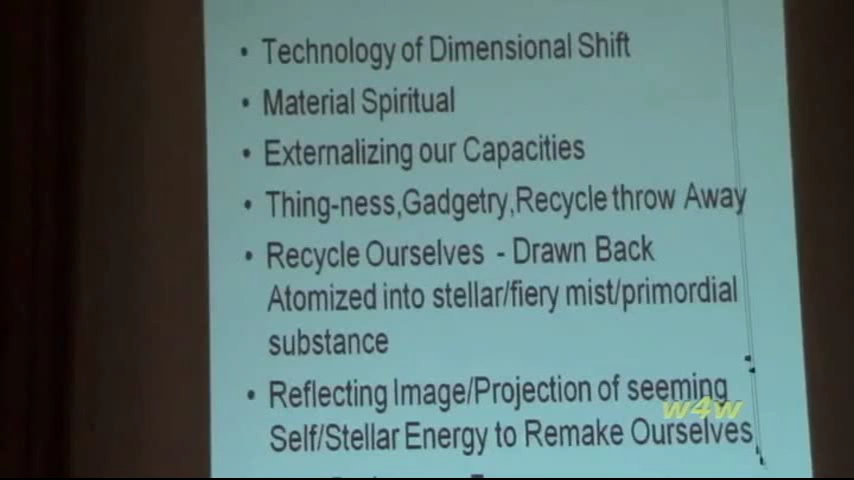 • Technology of Dimensional Shift
• Material Spiritual
• Externalizing our Capacities
• Thing-ness,Gadgetry,Recycle throw Away
• Recycle Ourselves - Drawn Back
Atomized into stellar/fiery mist/primordial
substance
• Reflecting Image/Projection of seeming
Self/Stellar Energy to Remake Ourselves
w4w